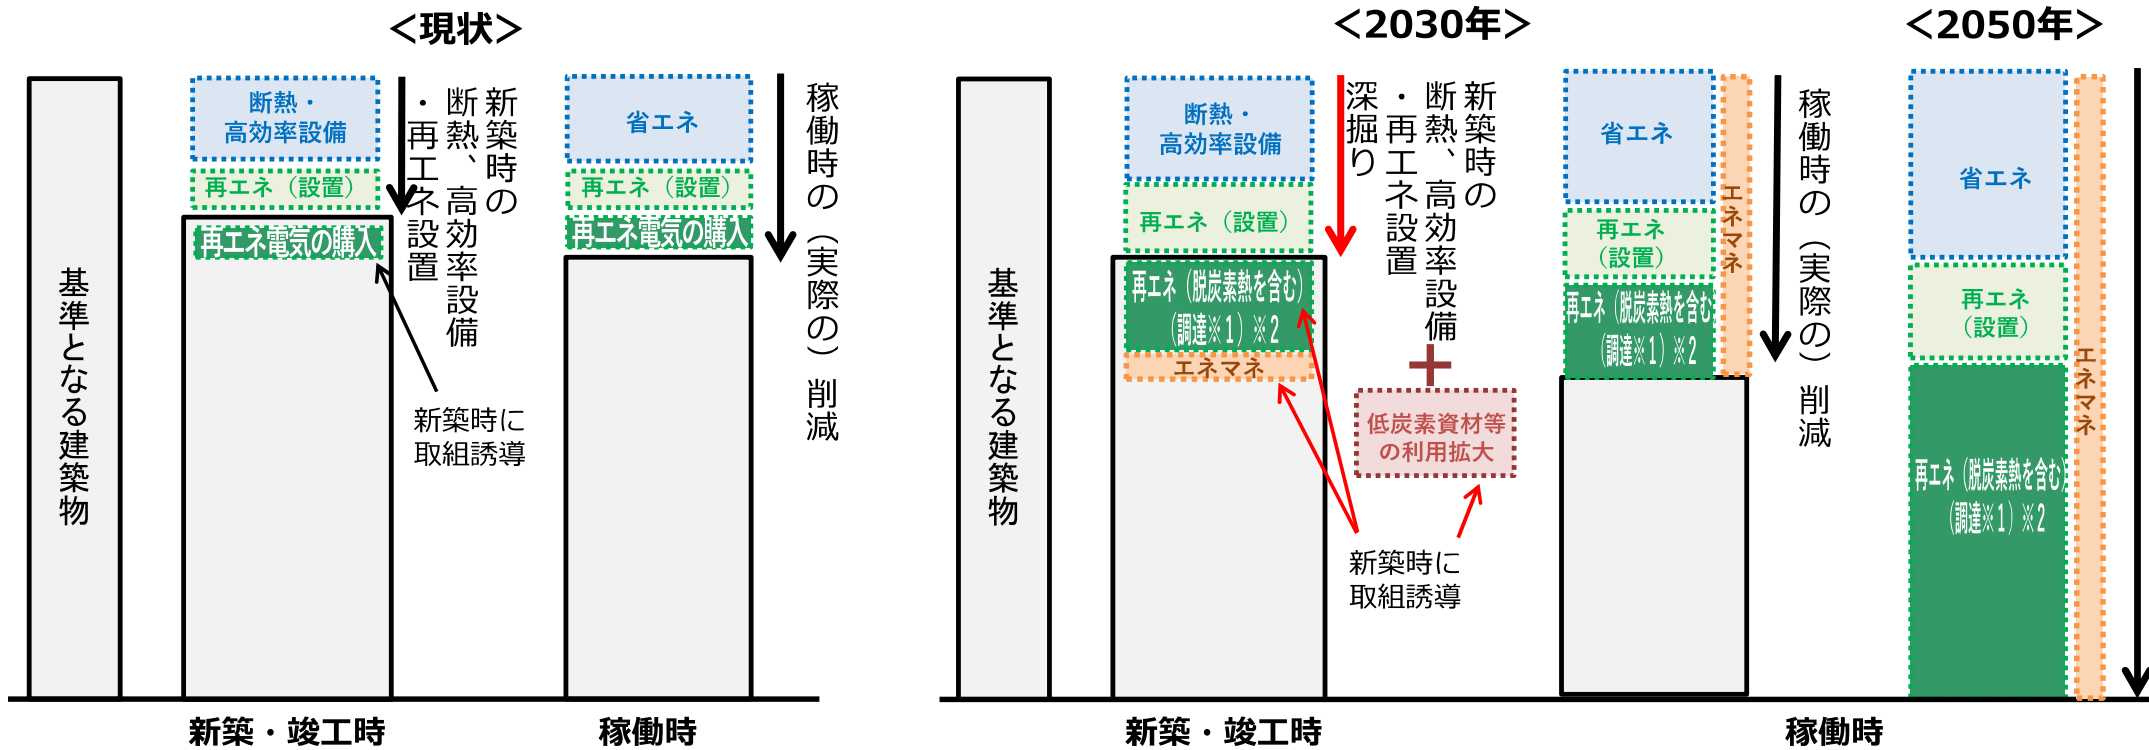 <現状>
基準となる建築物
断熱・
高効率設備
再エネ（設置）
再エネ電気の購入
新築時の
断熱、高効率設備
・再エネ設置
新築時に
取組誘導
新築・竣工時
省エネ
再エネ（設置）
再エネ電気の購入
稼働時の（実際の）削減
稼働時
<2030年>
基準となる建築物
断熱・
高効率設備
再エネ（設置）
再エネ（脱炭素熱を含む）
（調達※１）※２
エネマネ
新築時の
断熱、高効率設備
・再エネ設置
深掘り
＋
低炭素資材等
の利用拡大
新築時に
取組誘導
新築・竣工時
省エネ
再エネ
（設置）
再エネ（脱炭素熱を含む
（調達※１）※２
エネマネ
稼働時の（実際の）削減
<2050年>
省エネ
再エネ
（設置）
再エネ（脱炭素熱を含む）
（調達※１）※２
エネマネ
稼働時